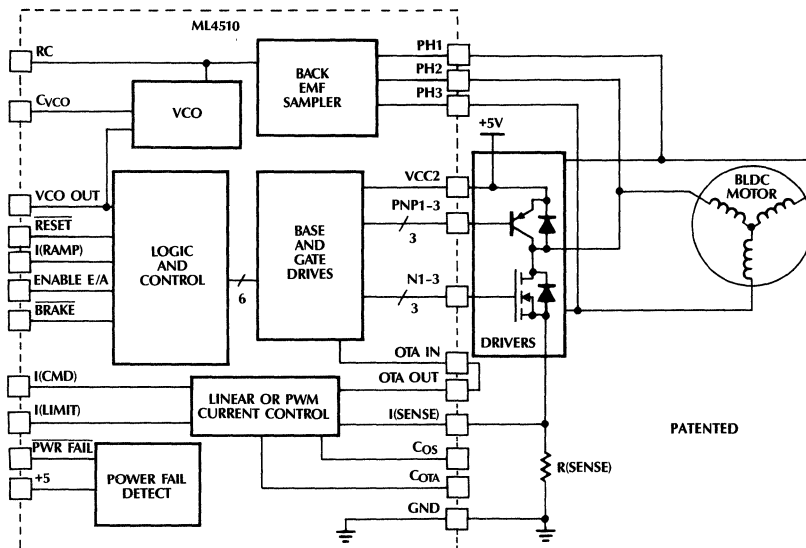 ML4510
RC
CVCO
VCO
BACK
EMF
SAMPLER
PH1
PH2
PH3
+5V
VCC2
PNP1-3
3
N1-3
3
DRIVERS
BLDC
MOTOR
VCO OUT
RESET
I(RAMP)
ENABLE E/A
BRAKE
LOGIC
AND
CONTROL
6
BASE
AND
GATE
DRIVES
OTA IN
OTA OUT
I(CMD)
I(LIMIT)
LINEAR OR PWM
CURRENT CONTROL
I(SENSE)
PATENTED
PWR FAIL
+5
POWER FAIL
DETECT
COS
COTA
GND
R(SENSE)